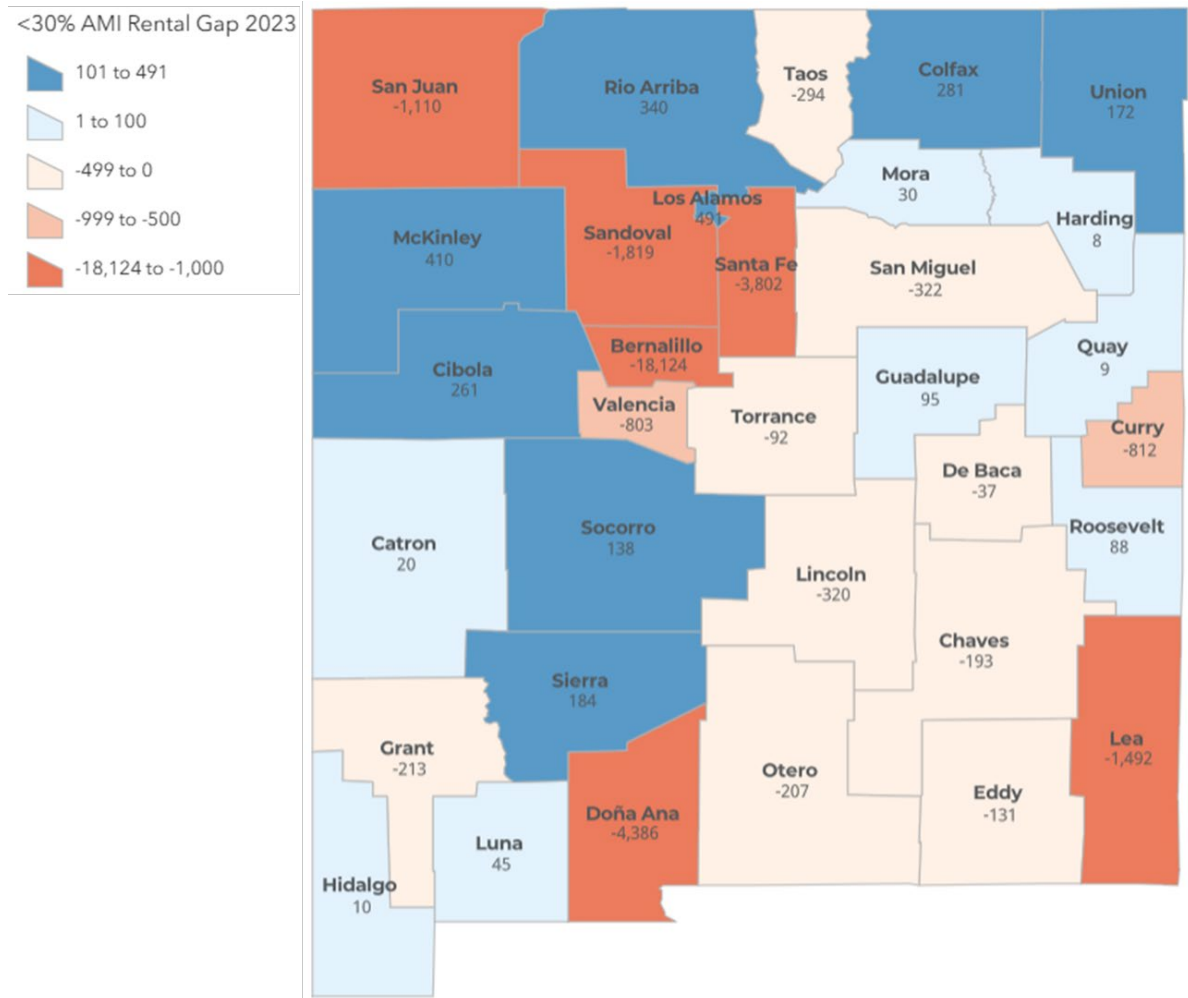 <30% AMI Rental Gap 2023
101 to 491
1 to 100
-499 to 0
-999 to -500
-18,124 to -1,000
San Juan
-1,110
Rio Arriba
340
Taos
-294
Colfax
281
Union
172
Mora
30
Harding
8
Los Alamos
491
McKinley
410
Sandoval
-1,819
Santa Fe
-3,802
San Miguel
-322
Quay
9
Cibola
261
Bernalillo
-18,124
Valencia
-803
Torrance
-92
Guadalupe
95
Curry
-812
De Baca
-37
Roosevelt
88
Catron
20
Socorro
138
Lincoln
-320
Chaves
-193
Sierra
184
Grant
-213
Otero
-207
Eddy
-131
Lea
-1,492
Doña Ana
-4,386
Luna
45
Hidalgo
10